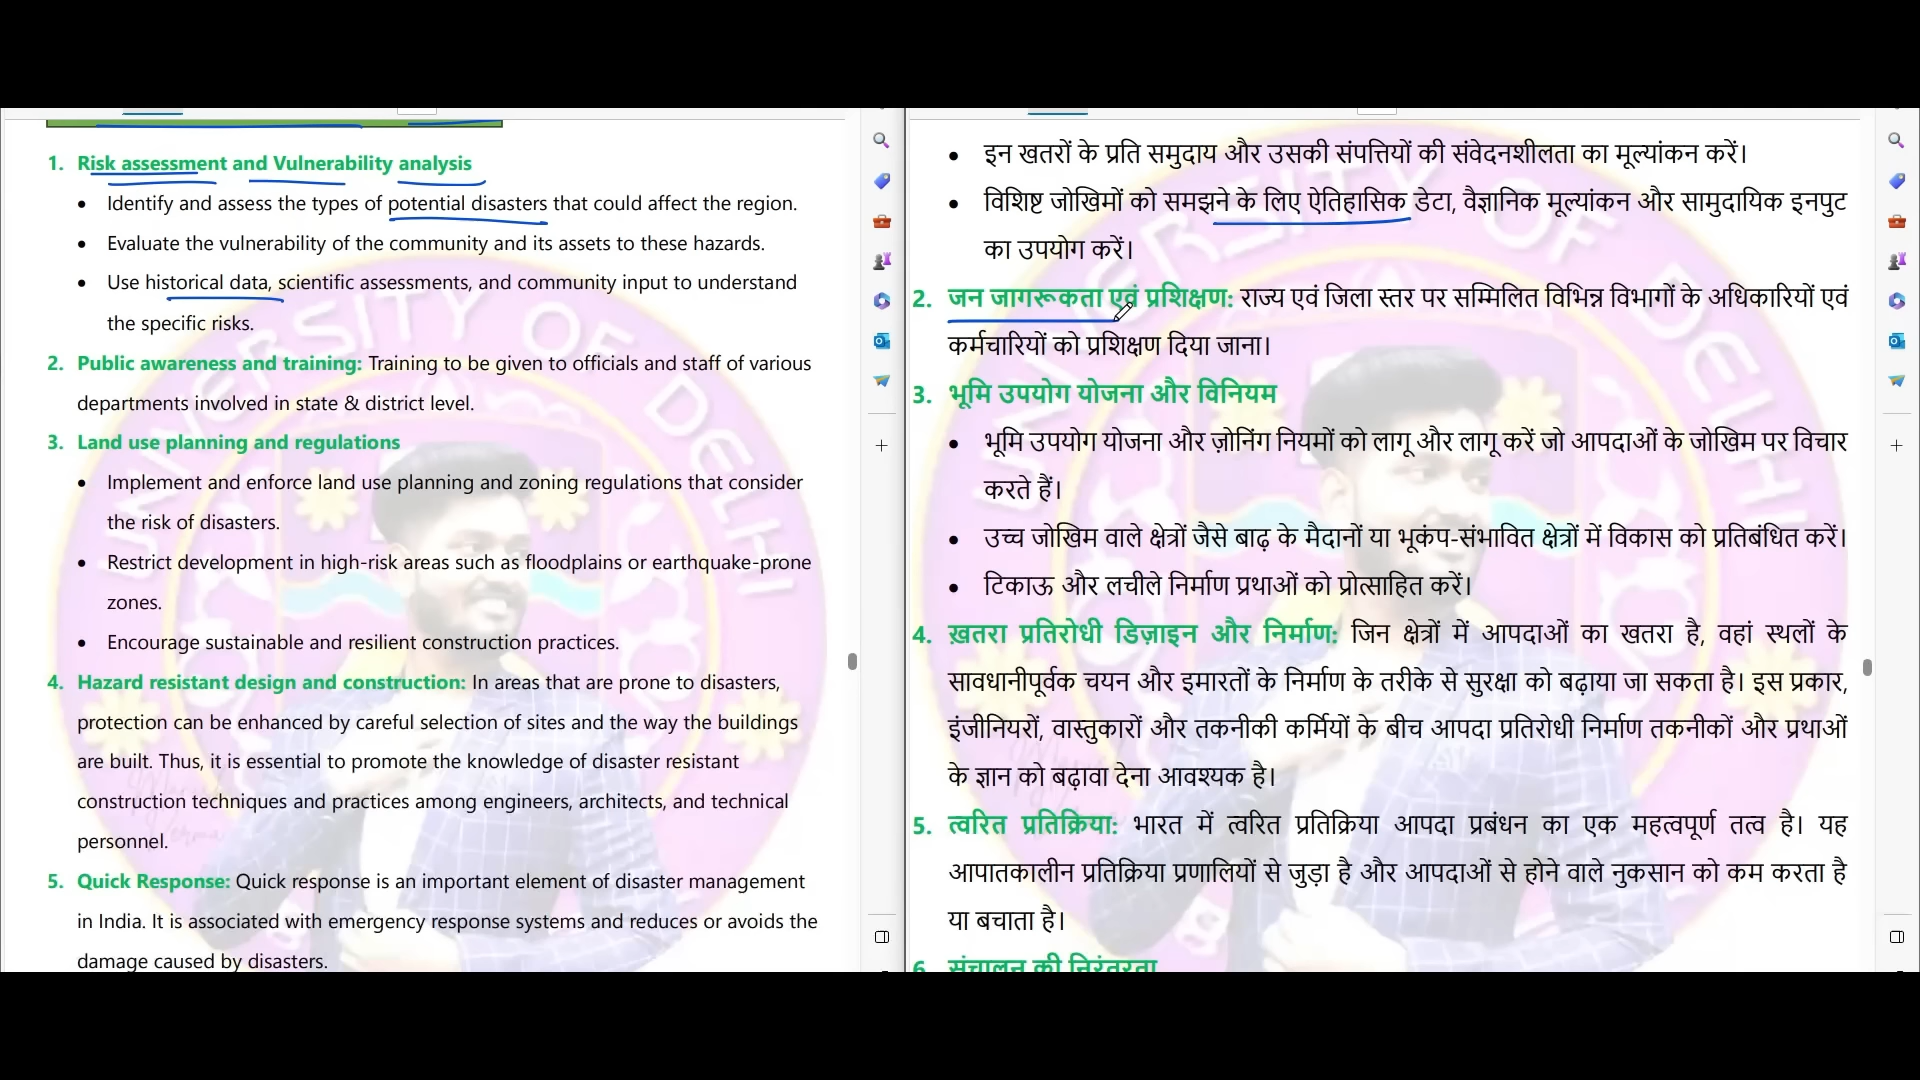 1. Risk assessment and Vulnerability analysis
• Identify and assess the types of potential disasters that could affect the region.
• Evaluate the vulnerability of the community and its assets to these hazards.
• Use historical data, scientific assessments, and community input to understand
the specific risks.
2. Public awareness and training: Training to be given to officials and staff of various
departments involved in state & district level.
3. Land use planning and regulations
• Implement and enforce land use planning and zoning regulations that consider
the risk of disasters.
• Restrict development in high-risk areas such as floodplains or earthquake-prone
zones.
• Encourage sustainable and resilient construction practices.
4. Hazard resistant design and construction: In areas that are prone to disasters,
protection can be enhanced by careful selection of sites and the way the buildings
are built. Thus, it is essential to promote the knowledge of disaster resistant
construction techniques and practices among engineers, architects, and technical
personnel.
5. Quick Response: Quick response is an important element of disaster management
in India. It is associated with emergency response systems and reduces or avoids the
damage caused by disasters.
• इन खतरों के प्रति समुदाय और उसकी संपत्तियों की संवेदनशीलता का मूल्यांकन करें।
• विशिष्ट जोखिमों को समझने के लिए ऐतिहासिक डेटा, वैज्ञानिक मूल्यांकन और सामुदायिक इनपुट
का उपयोग करें।
2. जन जागरूकता एवं प्रशिक्षण: राज्य एवं जिला स्तर पर सम्मिलित विभिन्न विभागों के अधिकारियों एवं
कर्मचारियों को प्रशिक्षण दिया जाना।
3. भूमि उपयोग योजना और विनियम
• भूमि उपयोग योजना और ज़ोनिंग नियमों को लागू और लागू करें जो आपदाओं के जोखिम पर विचार
करते हैं।
• उच्च जोखिम वाले क्षेत्रों जैसे बाढ़ के मैदानों या भूकंप-संभावित क्षेत्रों में विकास को प्रतिबंधित करें।
• टिकाऊ और लचीले निर्माण प्रथाओं को प्रोत्साहित करें।
4. ख़तरा प्रतिरोधी डिज़ाइन और निर्माण: जिन क्षेत्रों में आपदाओं का खतरा है, वहां स्थलों के
सावधानीपूर्वक चयन और इमारतों के निर्माण के तरीके से सुरक्षा को बढ़ाया जा सकता है। इस प्रकार,
इंजीनियरों, वास्तुकारों और तकनीकी कर्मियों के बीच आपदा प्रतिरोधी निर्माण तकनीकों और प्रथाओं
के ज्ञान को बढ़ावा देना आवश्यक है।
5. त्वरित प्रतिक्रिया: भारत में त्वरित प्रतिक्रिया आपदा प्रबंधन का एक महत्वपूर्ण तत्व है। यह
आपातकालीन प्रतिक्रिया प्रणालियों से जुड़ा है और आपदाओं से होने वाले नुकसान को कम करता है
या बचाता है।
6. संचालन की निरंतरता
UNIVERSITY OF DELHI
UNIVERSITY OF DELHI